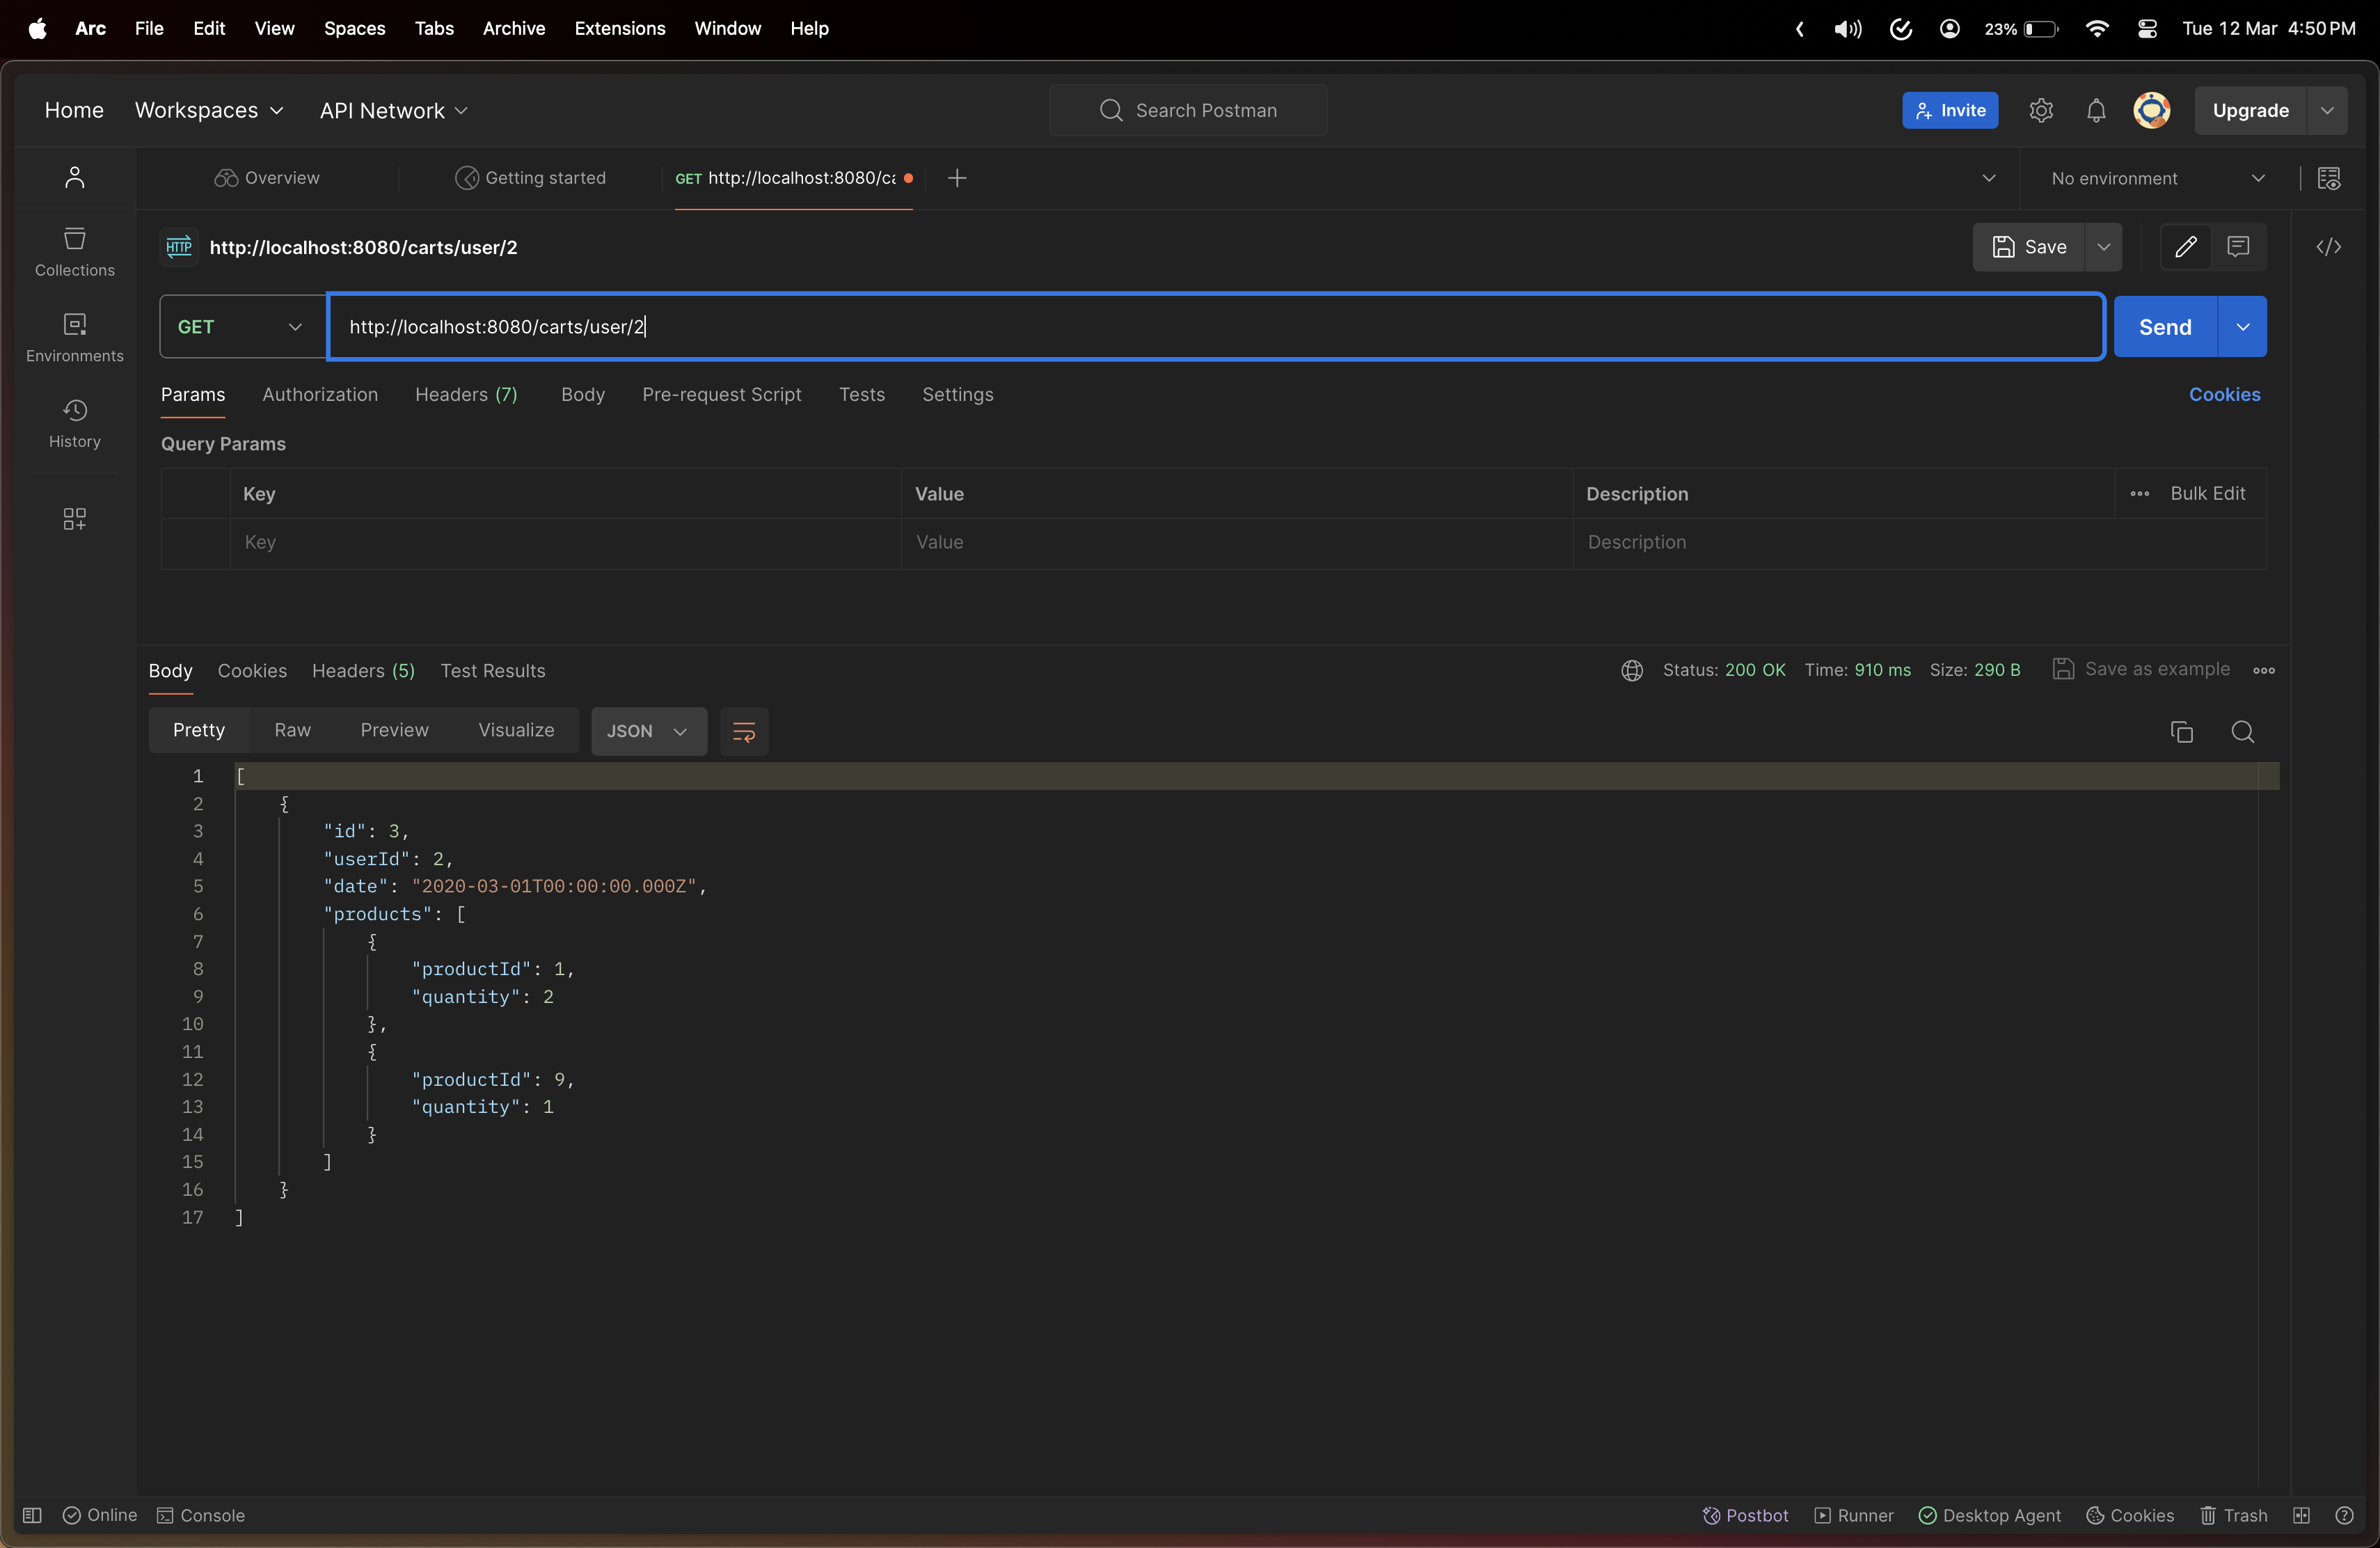 Arc File Edit View Spaces Tabs Archive Extensions Window Help 23% Tue 12 Mar 4:50 PM
Home Workspaces API Network Search Postman Invite Upgrade
Overview Getting started GET http://localhost:8080/ca No environment
HTTP http://localhost:8080/carts/user/2 Save
GET http://localhost:8080/carts/user/2 Send
Collections
Environments
History
Params Authorization Headers (7) Body Pre-request Script Tests Settings Cookies
Query Params
Key Value Description Bulk Edit
Key Value Description
Body Cookies Headers (5) Test Results Status: 200 OK Time: 910 ms Size: 290 B Save as example
Pretty Raw Preview Visualize JSON
1 [
2 {
3 "id": 3,
4 "userId": 2,
5 "date": "2020-03-01T00:00:00.000Z",
6 "products": [
7 {
8 "productId": 1,
9 "quantity": 2
10 },
11 {
12 "productId": 9,
13 "quantity": 1
14 }
15 ]
16 }
17 ]
Online Console Postbot Runner Desktop Agent Cookies Trash